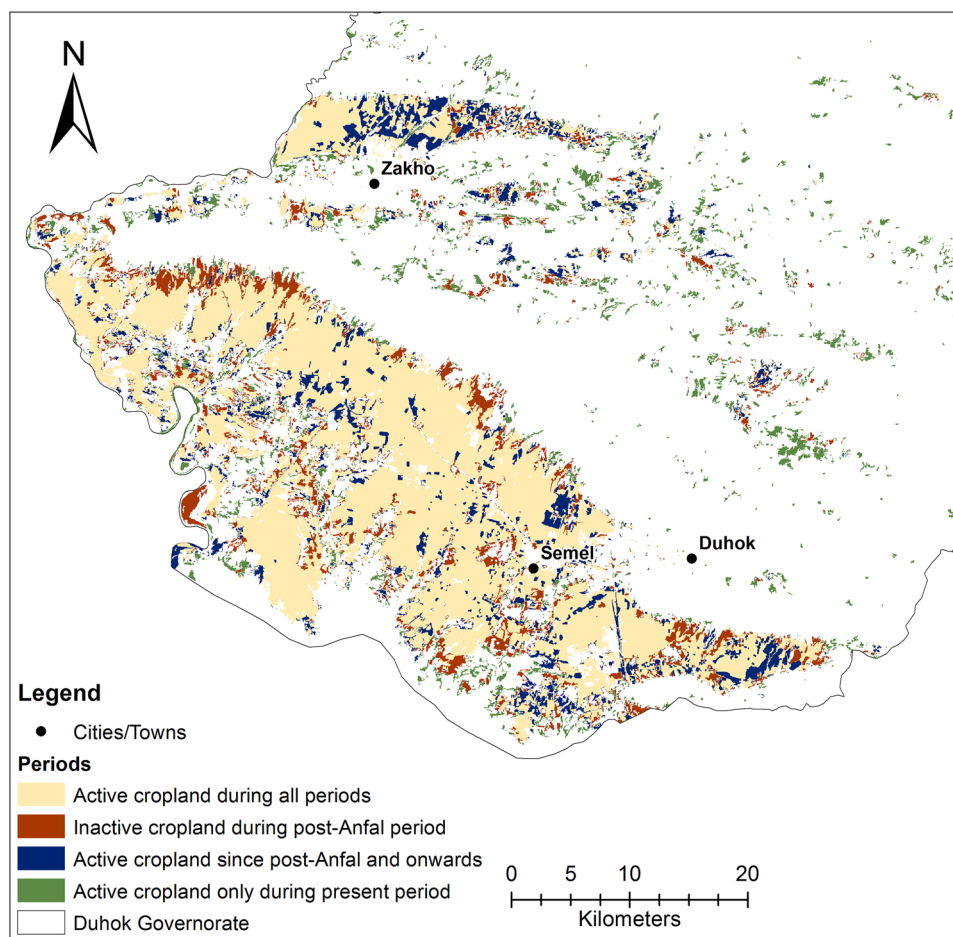 N
Zakho
Semel
Duhok
Legend
Cities/Towns
Periods
Active cropland during all periods
Inactive cropland during post-Anfal period
Active cropland since post-Anfal and onwards
Active cropland only during present period
Duhok Governorate
0 5 10 20
Kilometers